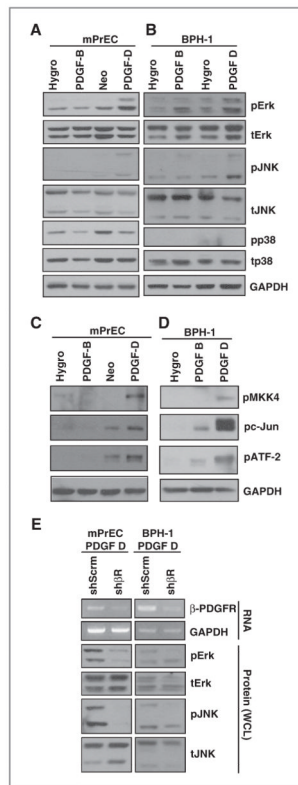 A
mPrEC
Hygro
PDGF-B
Neo
PDGF-D
B
BPH-1
Hygro
PDGF B
Hygro
PDGF D
pErk
tErk
pJNK
tJNK
pp38
tp38
GAPDH
C
mPrEC
Hygro
PDGF-B
Neo
PDGF-D
D
BPH-1
Hygro
PDGF B
PDGF D
pMKK4
pc-Jun
pATF-2
GAPDH
E
mPrEC
PDGF D
BPH-1
PDGF D
shScrm
shβR
shScrm
shβR
β-PDGFR
GAPDH
RNA
pErk
tErk
pJNK
tJNK
Protein (WCL)